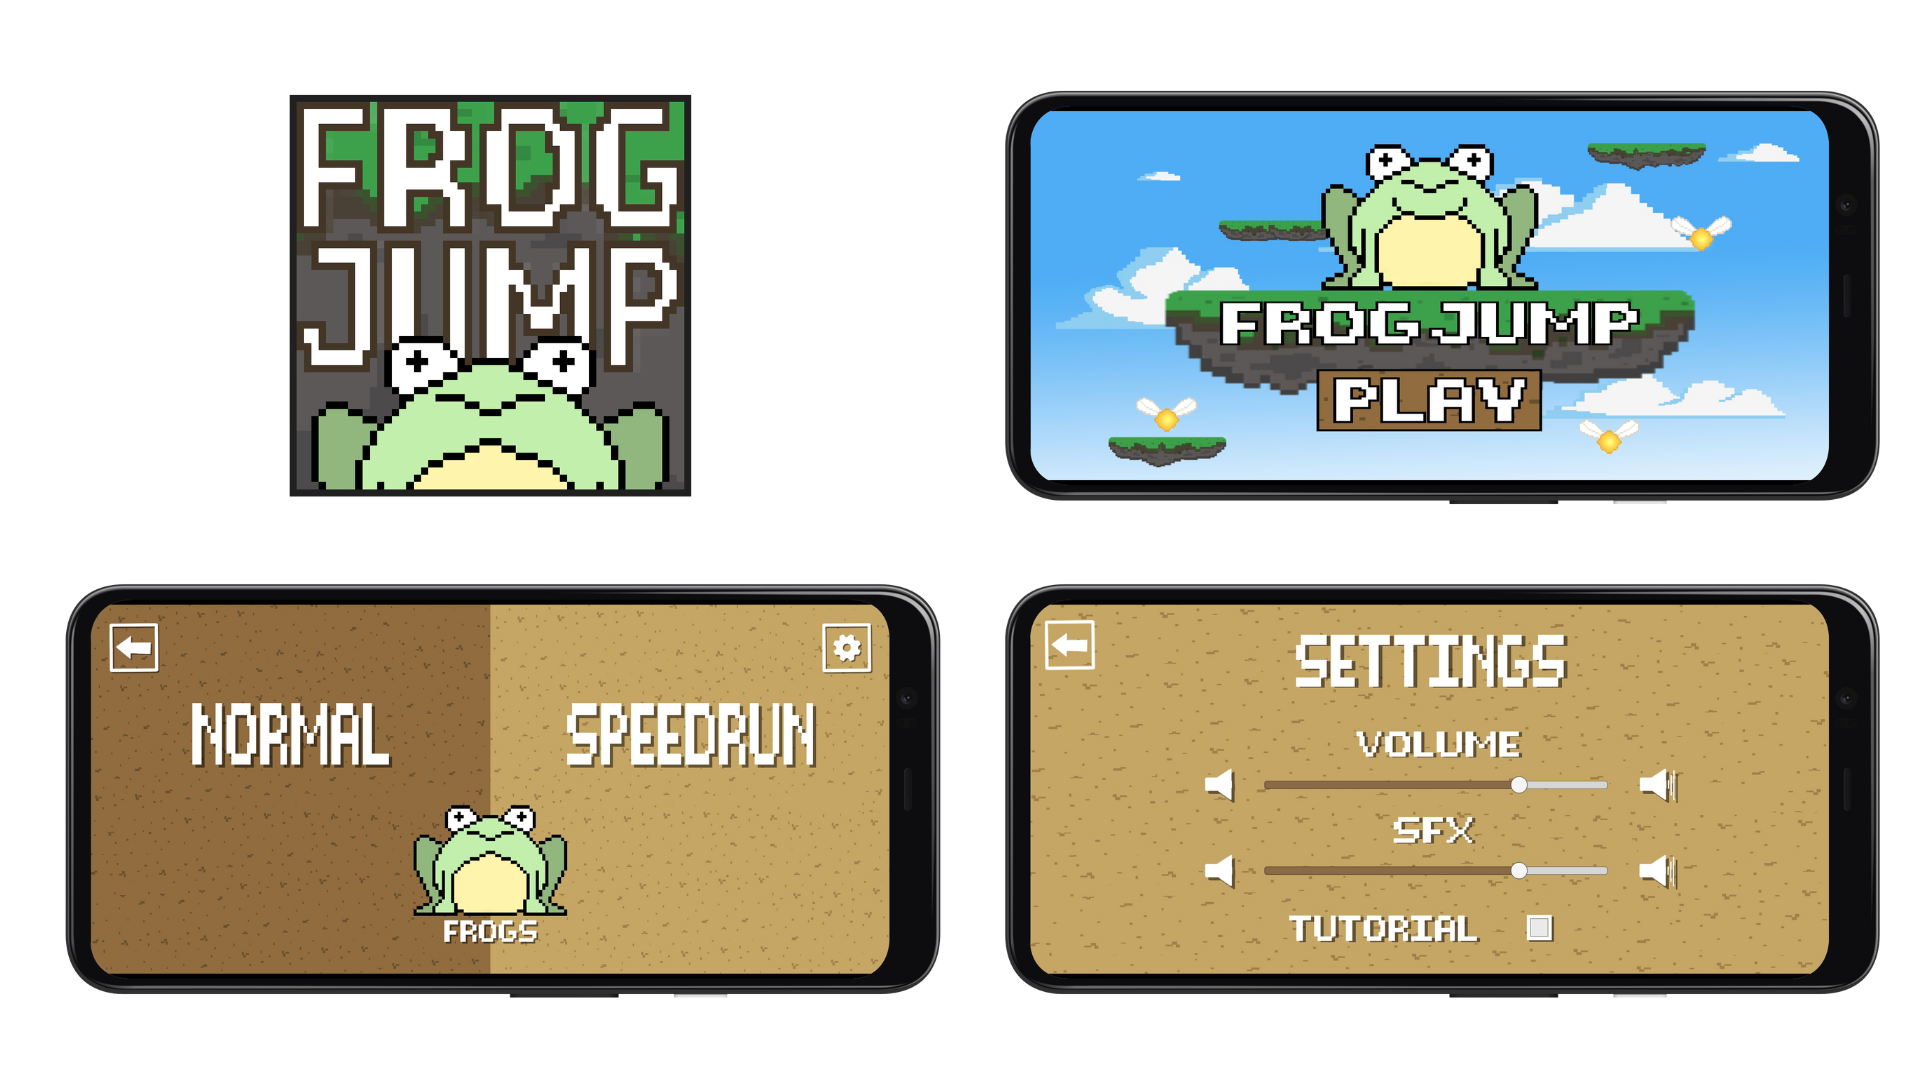 FROG
JUMP
FROG JUMP
PLAY
NORMAL
SPEEDRUN
FROGS
SETTINGS
VOLUME
SFX
TUTORIAL